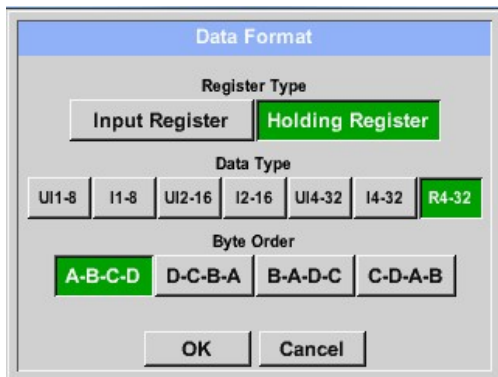 Data Format
Register Type
Input Register Holding Register
Data Type
UI1-8 I1-8 UI2-16 I2-16 UI4-32 I4-32 R4-32
Byte Order
A-B-C-D D-C-B-A B-A-D-C C-D-A-B
OK Cancel